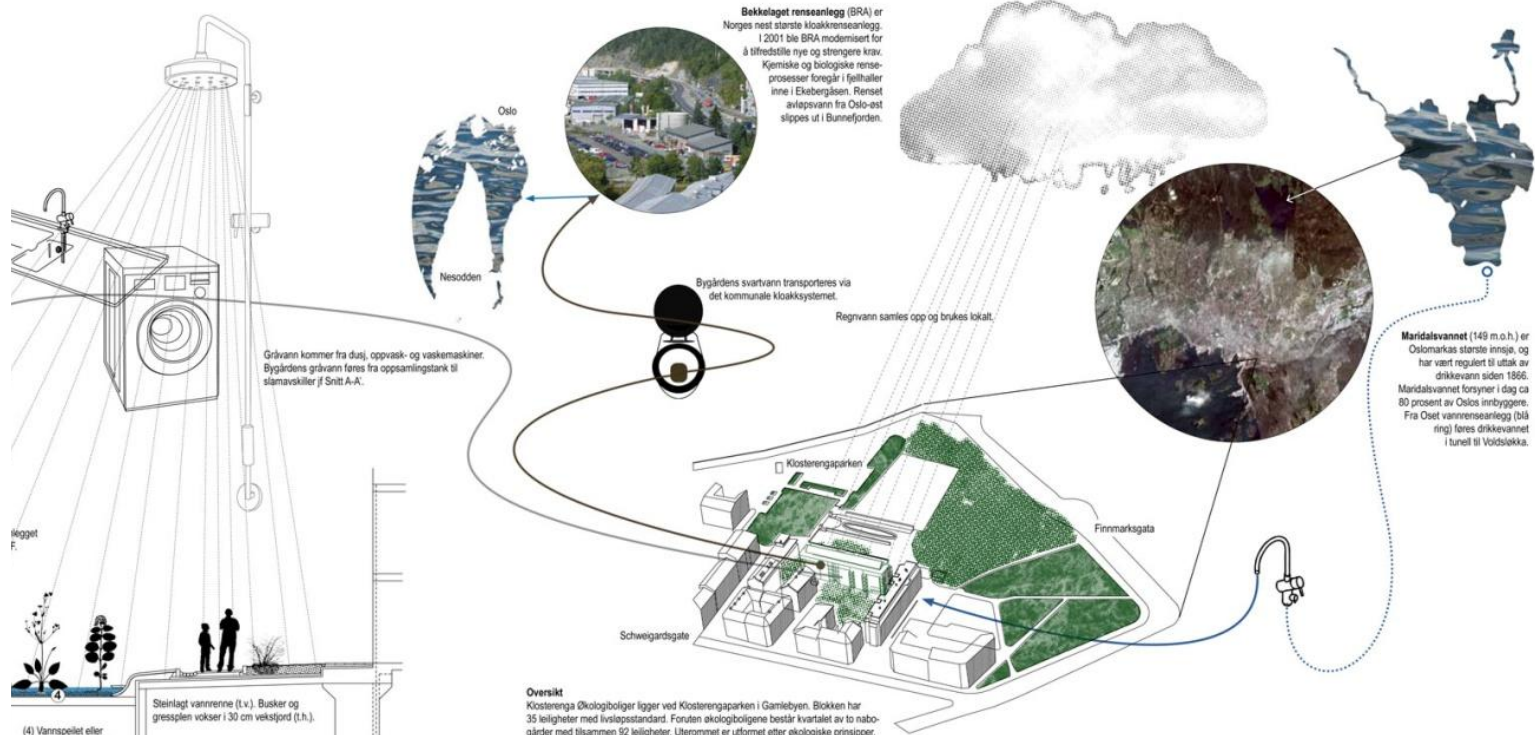 Bekkelaget renseanlegg (BRA) er
Norges nest største kloakkrenseanlegg.
I 2001 ble BRA modernisert for
å tilfredstille nye og strengere krav.
Kjemiske og biologiske rense-
prosesser foregår i fjellhaller
inne i Ekebergåsen. Renset
avløpsvann fra Oslo-øst
slippes ut i Bunnefjorden.
Oslo
Nesodden
Bygårdens svartvann transporteres via
det kommunale kloakksystemet.
Regnvann samles opp og brukes lokalt.
Maridalsvannet (149 m.o.h.) er
Oslomarkas største innsjø, og
har vært regulert til uttak av
drikkevann siden 1866.
Maridalsvannet forsyner i dag ca
80 prosent av Oslos innbyggere.
Fra Oset vannrenseanlegg (blå
ring) føres drikkevannet
i tunell til Voldsløkka.
Gråvann kommer fra dusj, oppvask- og vaskemaskiner.
Bygårdens gråvann føres fra oppsamlingstank til
slamavskiller jf Snitt A-A'.
Klosterengaparken
Finnmarksgata
Schweigardsgate
F.
4
Steinlagt vannrenne (t.v.). Busker og
gressplen vokser i 30 cm vekstjord (t.h.).
(4) Vannspeilet eller
Oversikt
Klosterenga Økologiboliger ligger ved Klosterengaparken i Gamlebyen. Blokken har
35 leiligheter med livsløpsstandard. Foruten økologiboligene består kvartalet av to nabo-
gårder med tilsammen 92 leiligheter. Uterommet er utformet etter økologiske prinsipper.